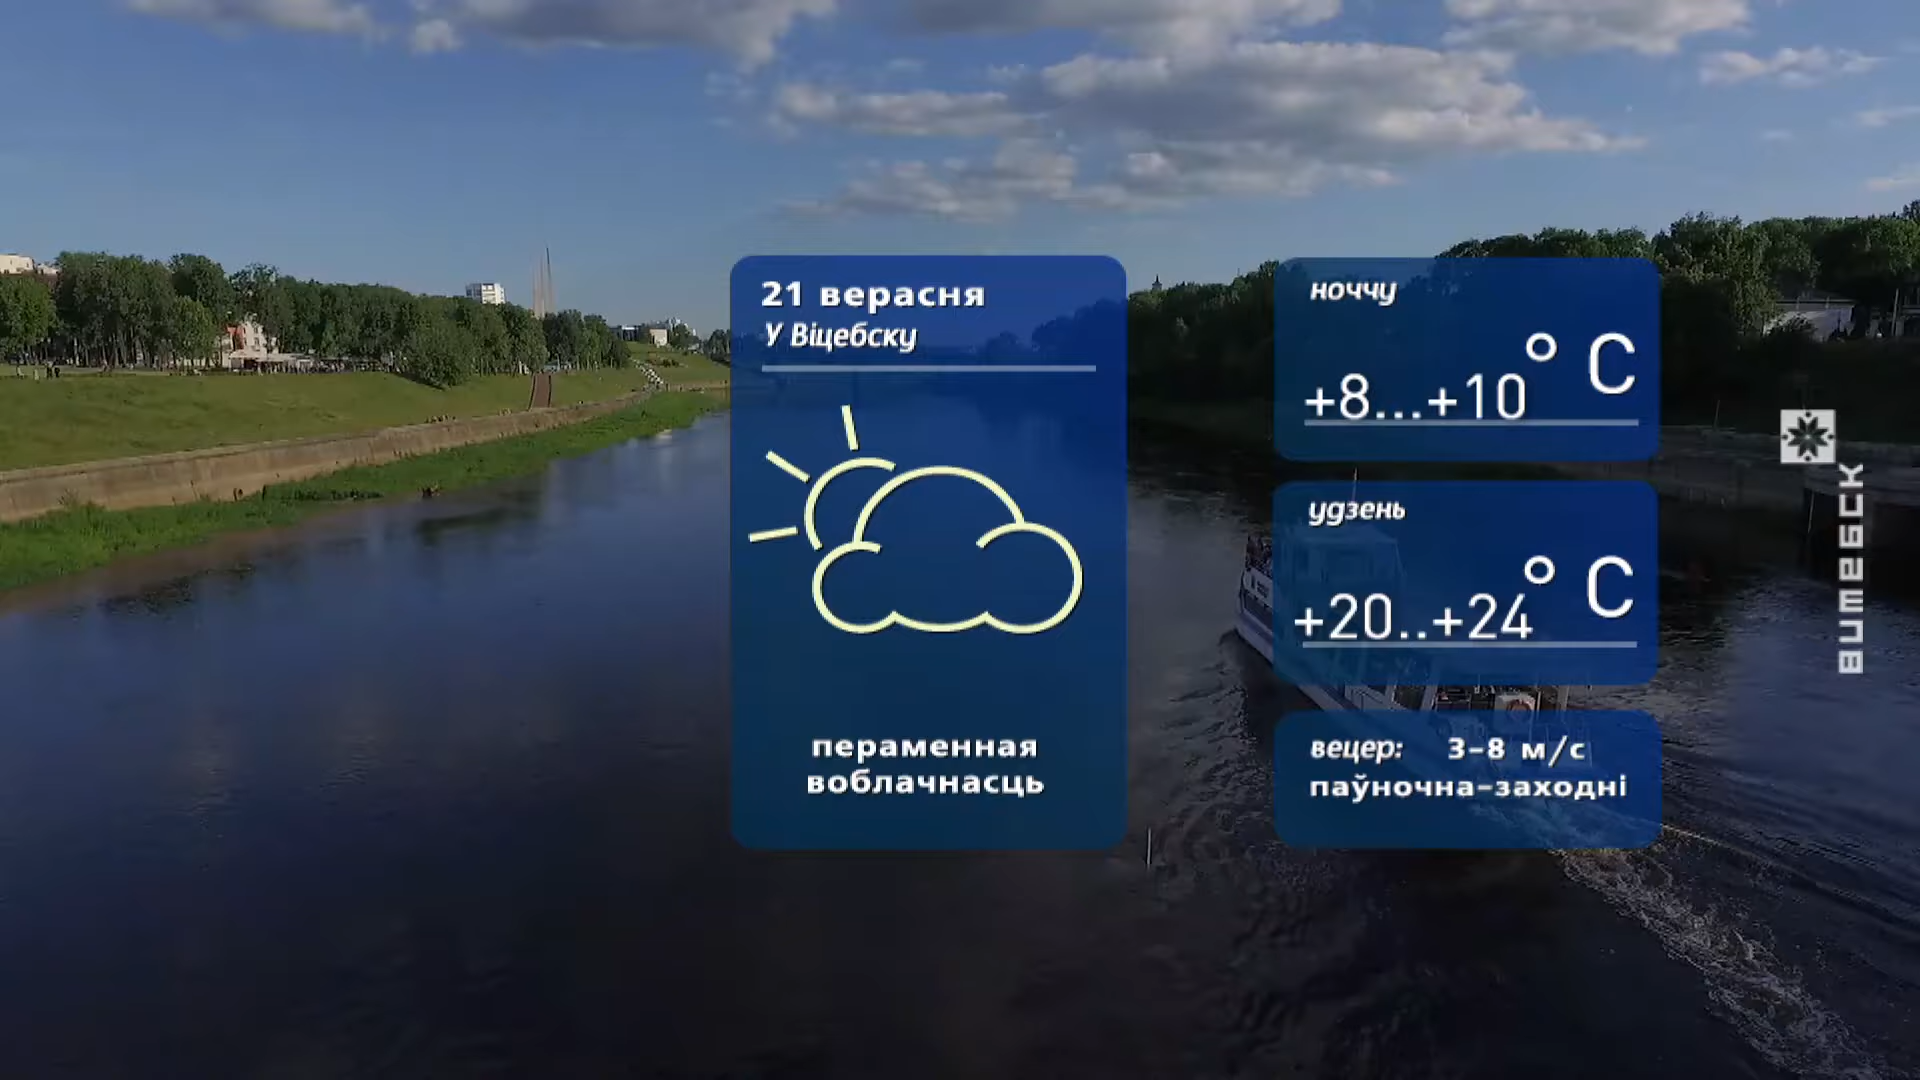 21 верасня
У Віцебску
пераменная
воблачнасць
ноччу
+8...+10° C
удзень
+20..+24° C
вецер: 3-8 м/с
паўночна-заходні
витебск